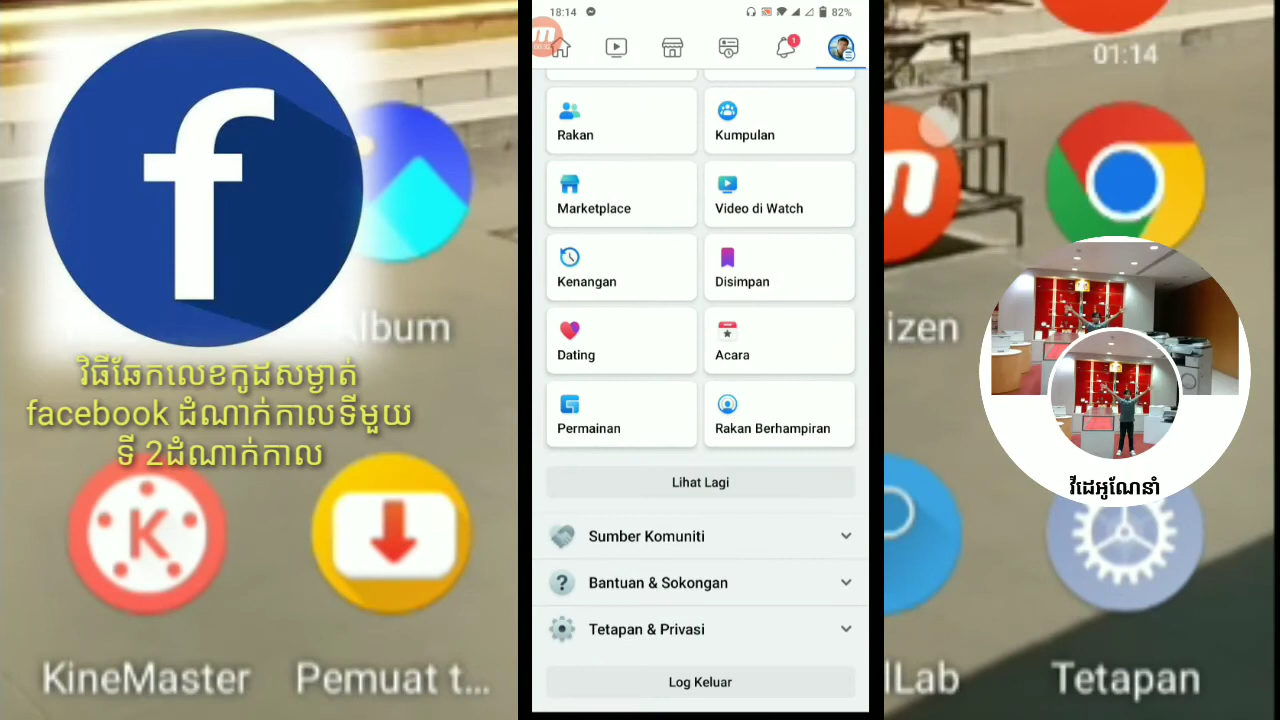 18:14
82%
1
01:14
Rakan
Kumpulan
Marketplace
Video di Watch
Kenangan
Disimpan
Dating
Acara
Permainan
Rakan Berhampiran
Lihat Lagi
Sumber Komuniti
Bantuan & Sokongan
Tetapan & Privasi
Log Keluar
Album
វិធីឆែកលេខកូដសម្ងាត់
facebook ដំណាក់កាលទីមួយ
ទី 2ដំណាក់កាល
KineMaster
Pemuat t...
izen
វីដេអូណែនាំ
lLab
Tetapan